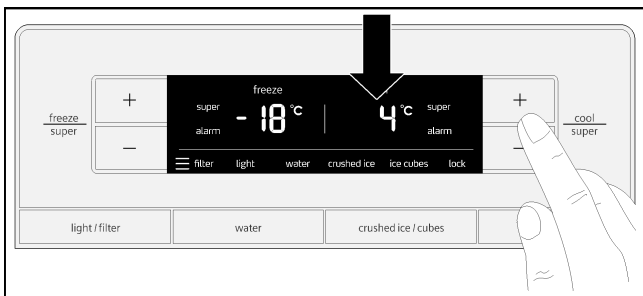 freeze
super
+
−
freeze
super
alarm
-18 °C
4 °C
super
alarm
filter light water crushed ice ice cubes lock
+
−
cool
super
light / filter
water
crushed ice / cubes